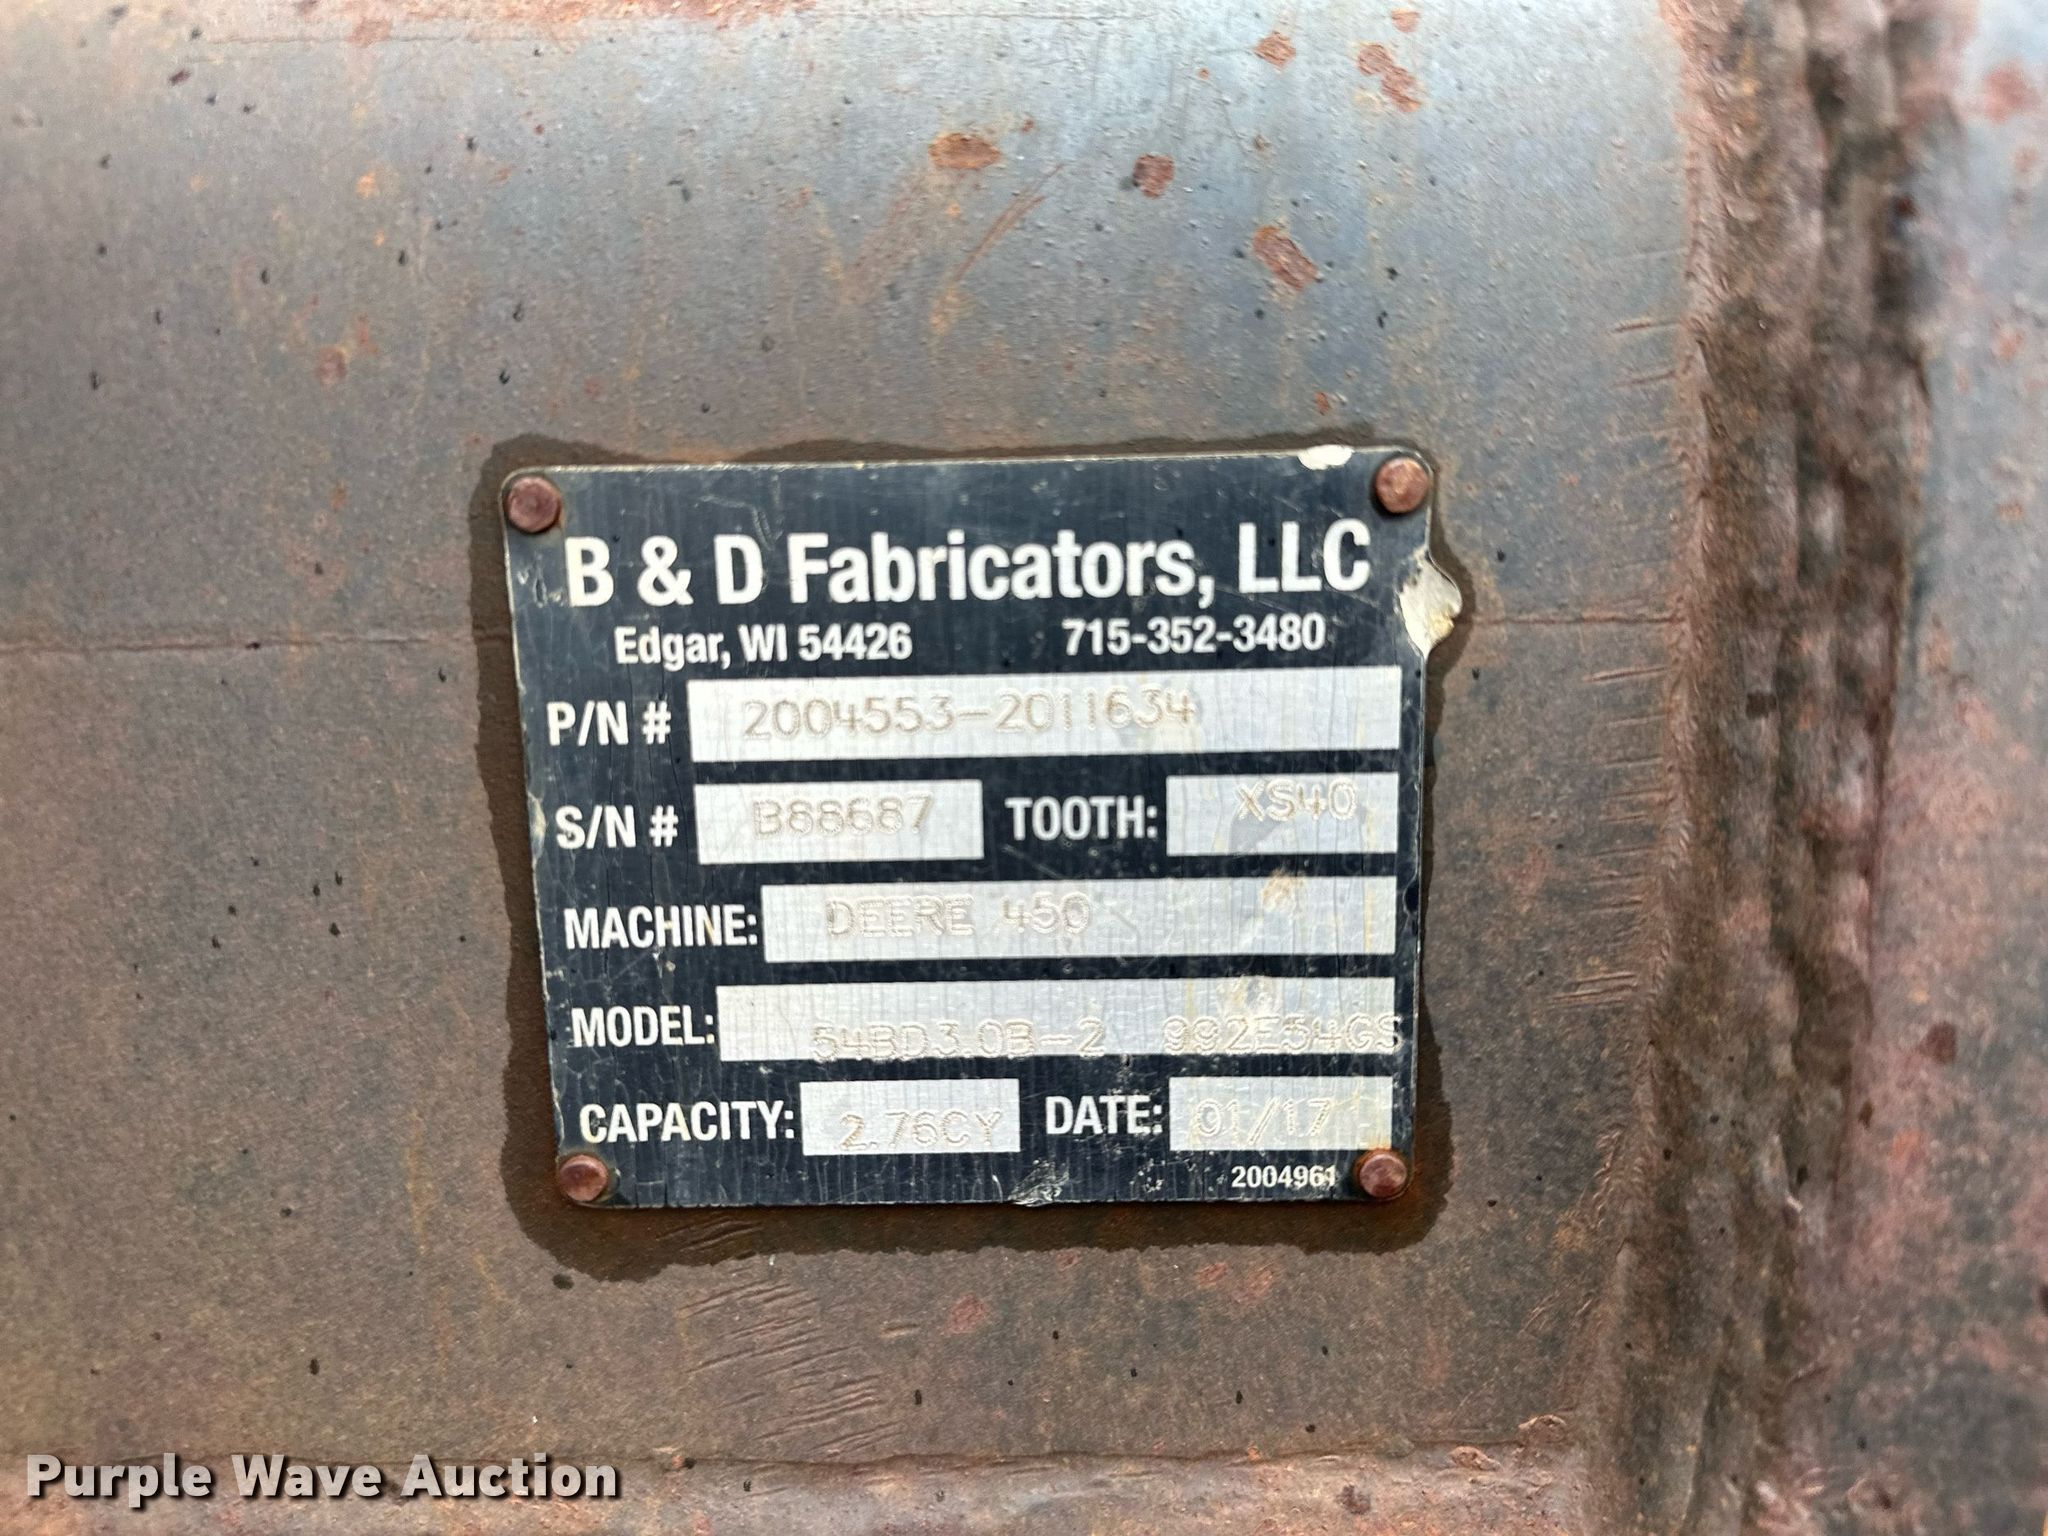 B & D Fabricators, LLC
Edgar, WI 54426 715-352-3480
P/N # 2004553-2011634
S/N # B88687 TOOTH: XS40
MACHINE: DEERE 450
MODEL: 54BD3.0B-2 992E54GS
CAPACITY: 2.76CY DATE: 01/17
2004961
Purple Wave Auction